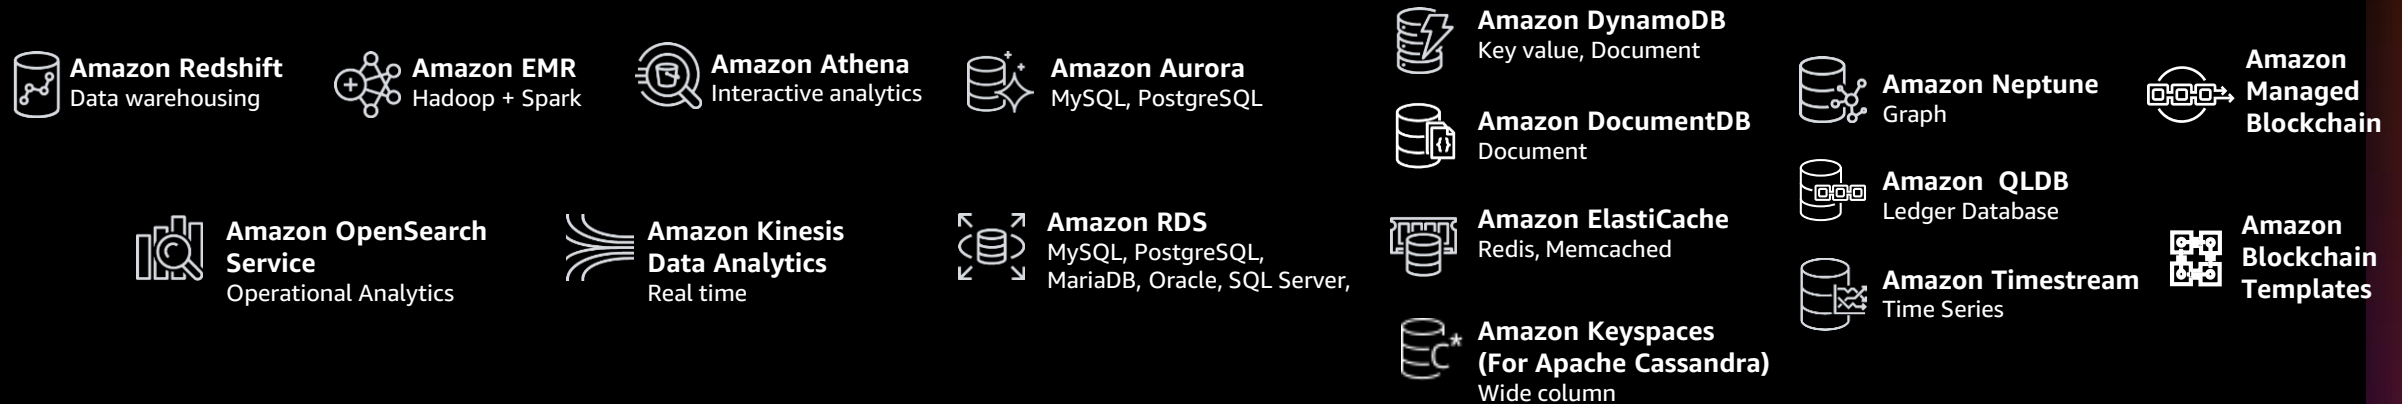 Amazon Redshift
Data warehousing
Amazon EMR
Hadoop + Spark
Amazon Athena
Interactive analytics
Amazon OpenSearch
Service
Operational Analytics
Amazon Kinesis
Data Analytics
Real time
Amazon Aurora
MySQL, PostgreSQL
Amazon RDS
MySQL, PostgreSQL,
MariaDB, Oracle, SQL Server,
Amazon DynamoDB
Key value, Document
Amazon DocumentDB
Document
Amazon ElastiCache
Redis, Memcached
Amazon Keyspaces
(For Apache Cassandra)
Wide column
Amazon Neptune
Graph
Amazon QLDB
Ledger Database
Amazon Timestream
Time Series
Amazon
Managed
Blockchain
Amazon
Blockchain
Templates